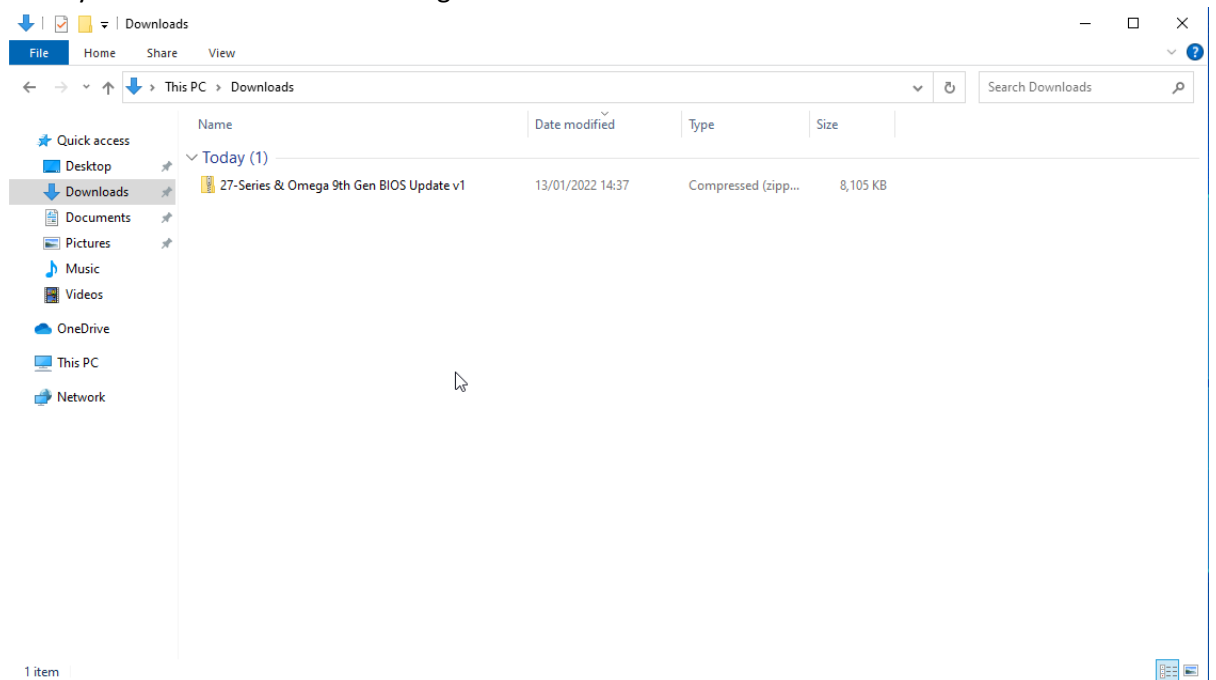 Downloads
File Home Share View
This PC > Downloads
Search Downloads
Name Date modified Type Size
Quick access
Today (1)
Desktop
27-Series & Omega 9th Gen BIOS Update v1 13/01/2022 14:37 Compressed (zipp... 8,105 KB
Downloads
Documents
Pictures
Music
Videos
OneDrive
This PC
Network
1 item